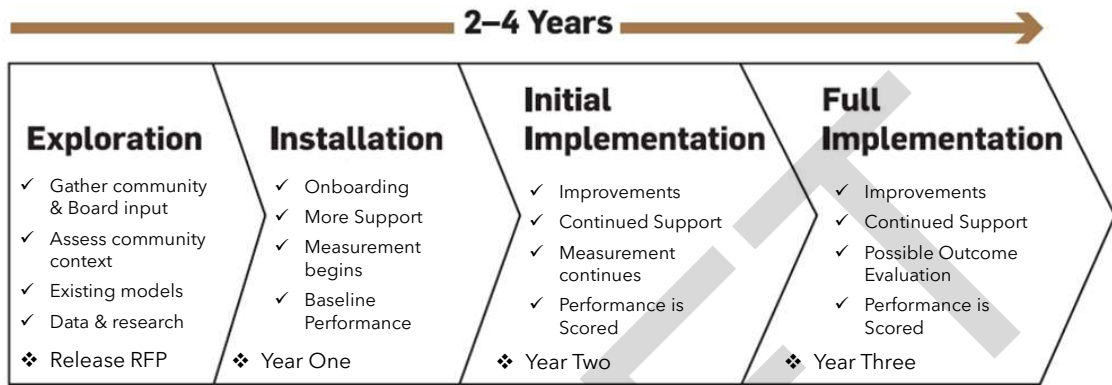 2–4 Years
Exploration
✓ Gather community
& Board input
✓ Assess community
context
✓ Existing models
✓ Data & research
❖ Release RFP
Installation
✓ Onboarding
✓ More Support
✓ Measurement
begins
✓ Baseline
Performance
❖ Year One
Initial
Implementation
✓ Improvements
✓ Continued Support
✓ Measurement
continues
✓ Performance is
Scored
❖ Year Two
Full
Implementation
✓ Improvements
✓ Continued Support
✓ Possible Outcome
Evaluation
✓ Performance is
Scored
❖ Year Three